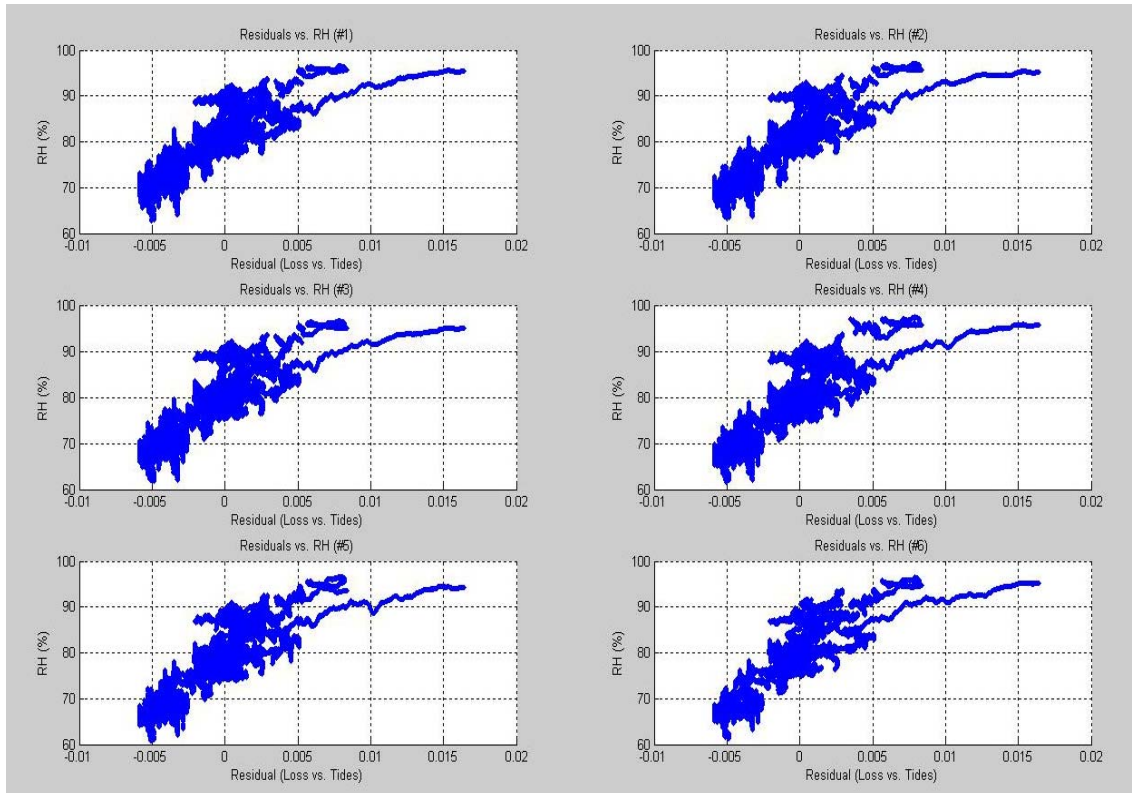 Residuals vs. RH (#1)
100
90
80
70
60
RH (%)
-0.01 -0.005 0 0.005 0.01 0.015 0.02
Residual (Loss vs. Tides)
Residuals vs. RH (#2)
100
90
80
70
60
RH (%)
-0.01 -0.005 0 0.005 0.01 0.015 0.02
Residual (Loss vs. Tides)
Residuals vs. RH (#3)
100
90
80
70
60
RH (%)
-0.01 -0.005 0 0.005 0.01 0.015 0.02
Residual (Loss vs. Tides)
Residuals vs. RH (#4)
100
90
80
70
60
RH (%)
-0.01 -0.005 0 0.005 0.01 0.015 0.02
Residual (Loss vs. Tides)
Residuals vs. RH (#5)
100
90
80
70
60
RH (%)
-0.01 -0.005 0 0.005 0.01 0.015 0.02
Residual (Loss vs. Tides)
Residuals vs. RH (#6)
100
90
80
70
60
RH (%)
-0.01 -0.005 0 0.005 0.01 0.015 0.02
Residual (Loss vs. Tides)